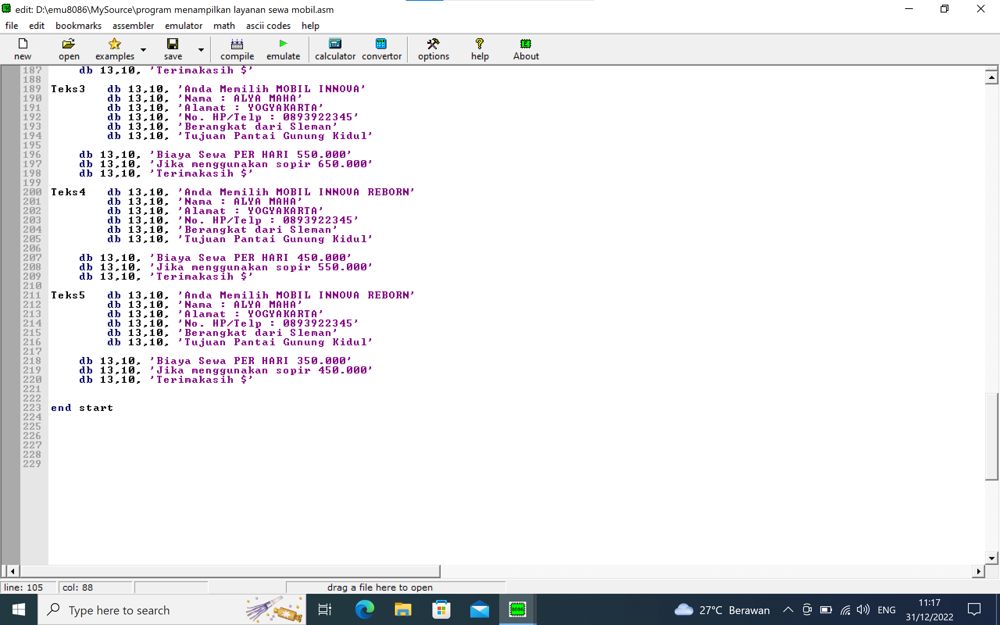 edit: D:\emu8086\MySource\program menampilkan layanan sewa mobil.asm
file edit bookmarks assembler emulator math ascii codes help
new open examples save compile emulate calculator convertor options help About
187 db 13,10, 'Terimakasih $'
188
189 Teks3 db 13,10, 'Anda Memilih MOBIL INNOVA'
190 db 13,10, 'Nama : ALYA MAHA'
191 db 13,10, 'Alamat : YOGYAKARTA'
192 db 13,10, 'No. HP/Telp : 0893922345'
193 db 13,10, 'Berangkat dari Sleman'
194 db 13,10, 'Tujuan Pantai Gunung Kidul'
195
196 db 13,10, 'Biaya Sewa PER HARI 550.000'
197 db 13,10, 'Jika menggunakan sopir 650.000'
198 db 13,10, 'Terimakasih $'
199
200 Teks4 db 13,10, 'Anda Memilih MOBIL INNOVA REBORN'
201 db 13,10, 'Nama : ALYA MAHA'
202 db 13,10, 'Alamat : YOGYAKARTA'
203 db 13,10, 'No. HP/Telp : 0893922345'
204 db 13,10, 'Berangkat dari Sleman'
205 db 13,10, 'Tujuan Pantai Gunung Kidul'
206
207 db 13,10, 'Biaya Sewa PER HARI 450.000'
208 db 13,10, 'Jika menggunakan sopir 550.000'
209 db 13,10, 'Terimakasih $'
210
211 Teks5 db 13,10, 'Anda Memilih MOBIL INNOVA REBORN'
212 db 13,10, 'Nama : ALYA MAHA'
213 db 13,10, 'Alamat : YOGYAKARTA'
214 db 13,10, 'No. HP/Telp : 0893922345'
215 db 13,10, 'Berangkat dari Sleman'
216 db 13,10, 'Tujuan Pantai Gunung Kidul'
217
218 db 13,10, 'Biaya Sewa PER HARI 350.000'
219 db 13,10, 'Jika menggunakan sopir 450.000'
220 db 13,10, 'Terimakasih $'
221
222
223 end start
224
225
226
227
228
229
line: 105 col: 88 drag a file here to open
Type here to search 8086 27°C Berawan ENG 11:17
31/12/2022